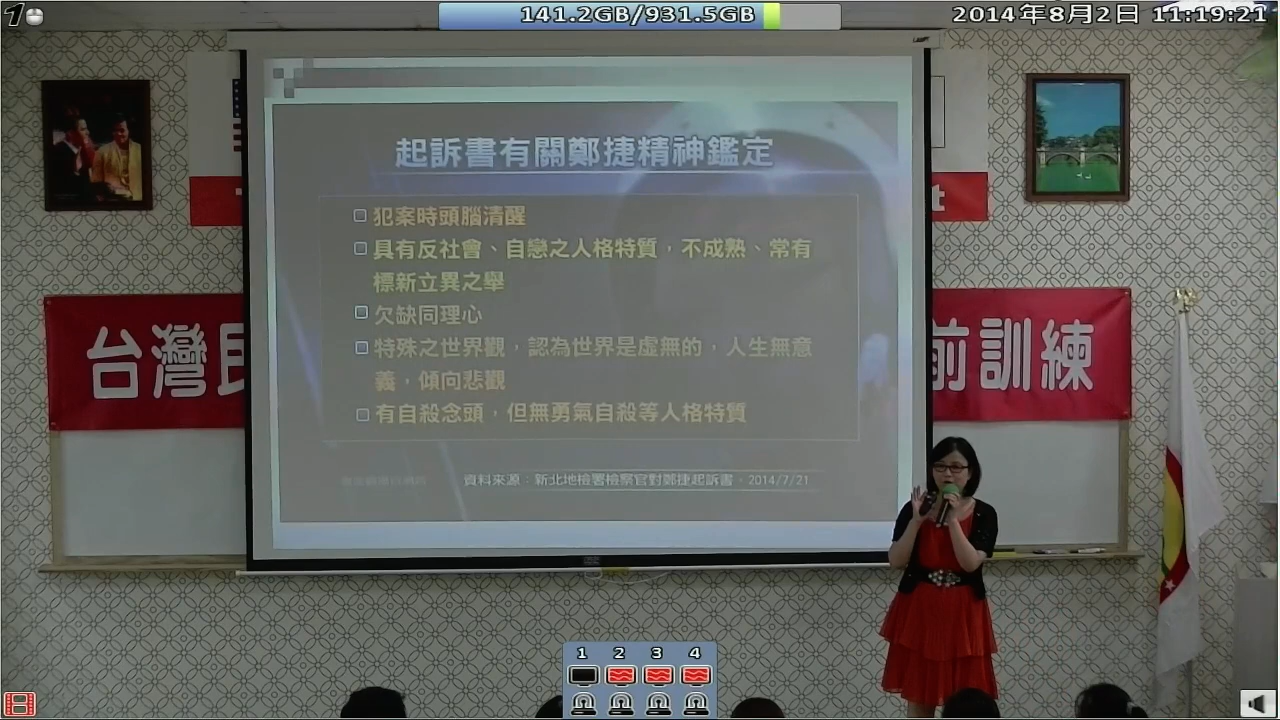 1
141.2GB/931.5GB
2014年8月2日 11:19:21
起訴書有關鄭捷精神鑑定
犯案時頭腦清醒
具有反社會、自戀之人格特質，不成熟、常有
標新立異之舉
欠缺同理心
特殊之世界觀，認為世界是虛無的，人生無意
義，傾向悲觀
有自殺念頭，但無勇氣自殺等人格特質
資料來源：新北地檢署檢察官對鄭捷起訴書，2014/7/21
t
台灣民
前訓練
1 2 3 4